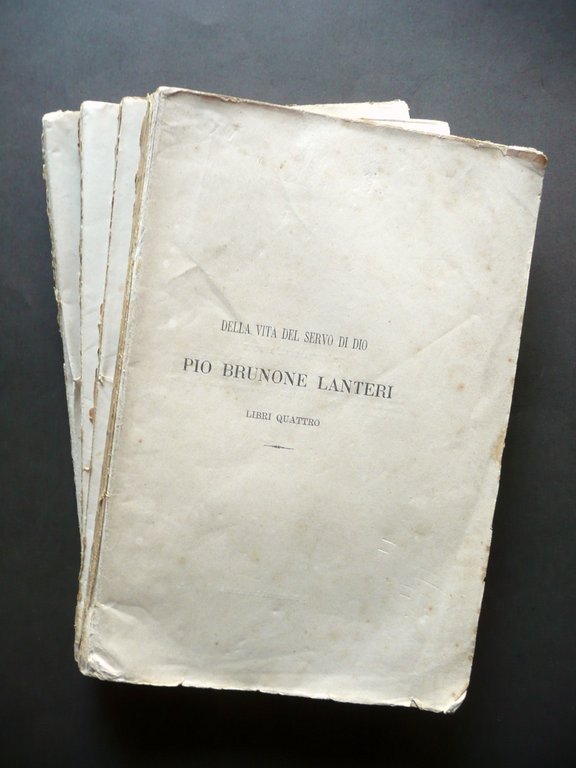 DELLA VITA DEL SERVO DI DIO
PIO BRUNONE LANTERI
LIBRI QUATTRO